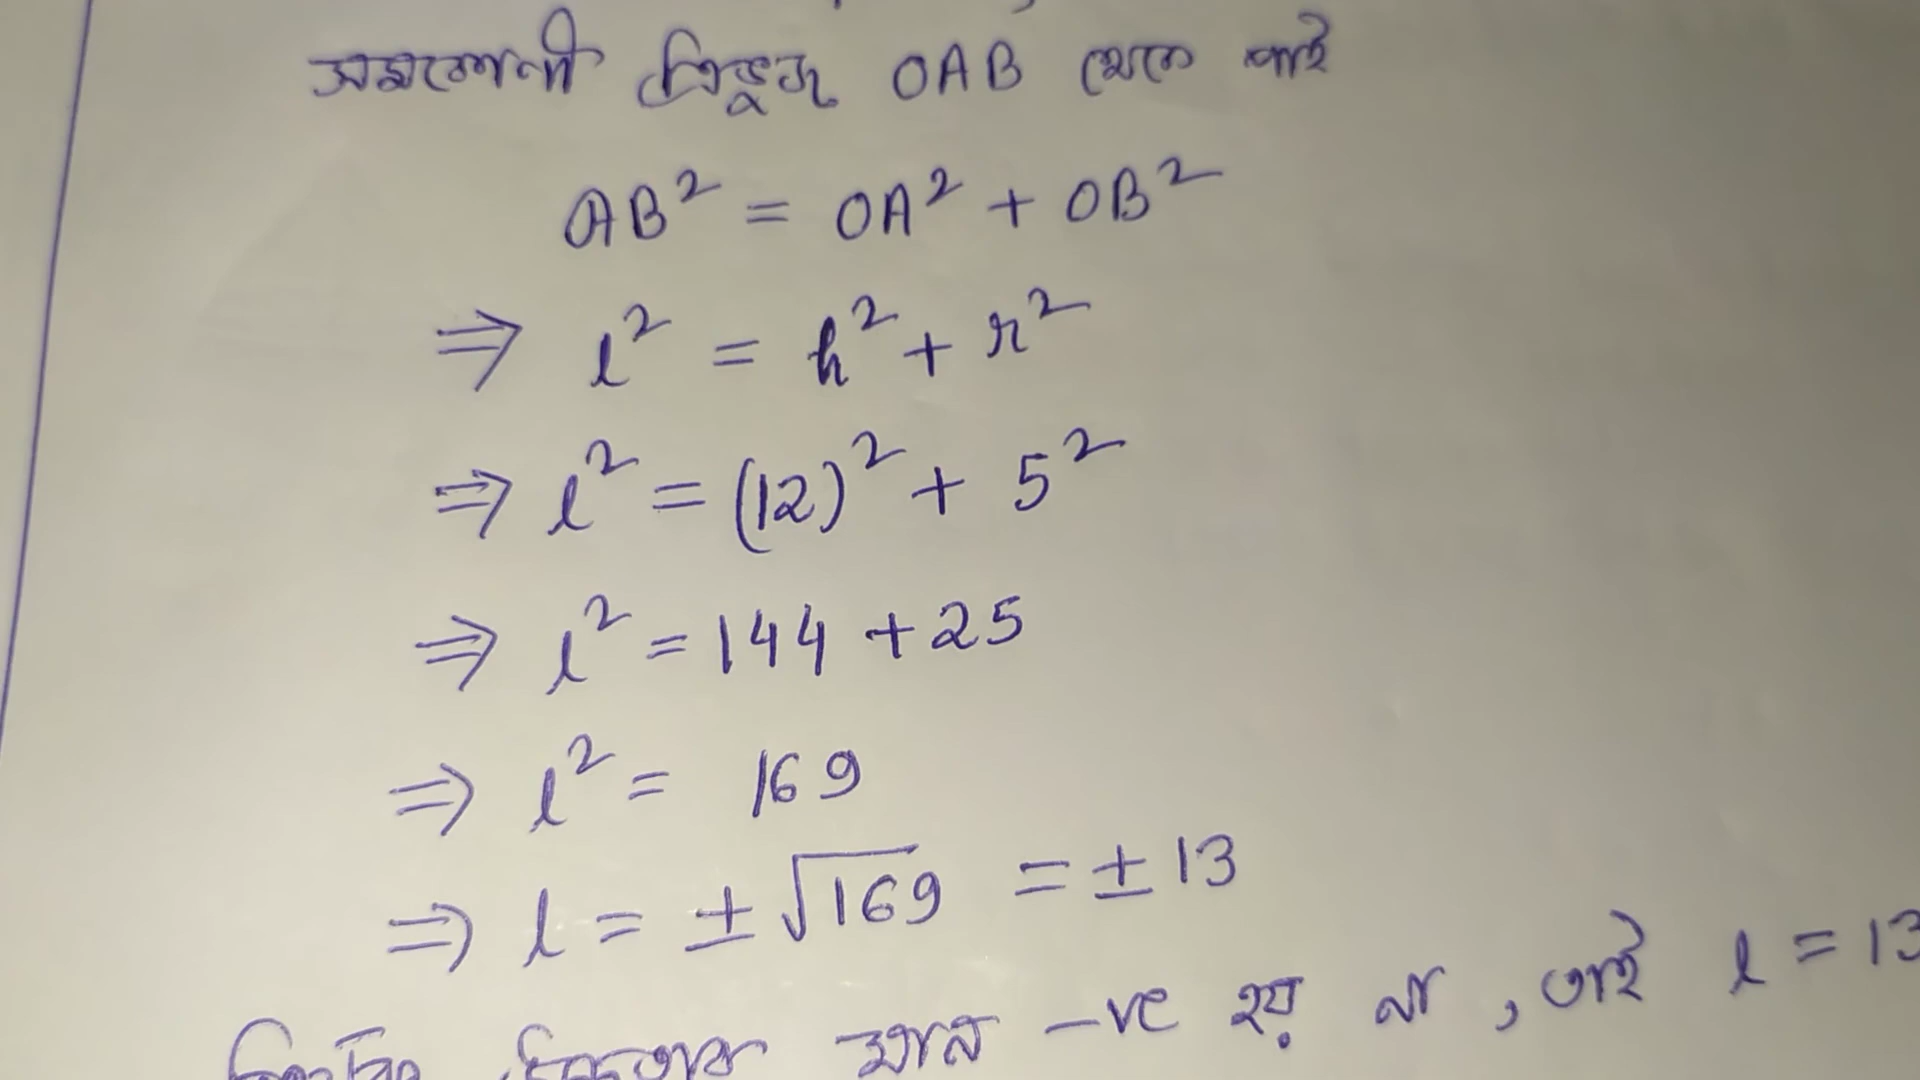 সমকোণী ত্রিভূজ OAB থেকে পাই
AB² = OA² + OB²
⇒ l² = h² + r²
⇒ l² = (12)² + 5²
⇒ l² = 144 + 25
⇒ l² = 169
⇒ l = ± √169 = ± 13
মান -ve হয় না, তাই l = 13